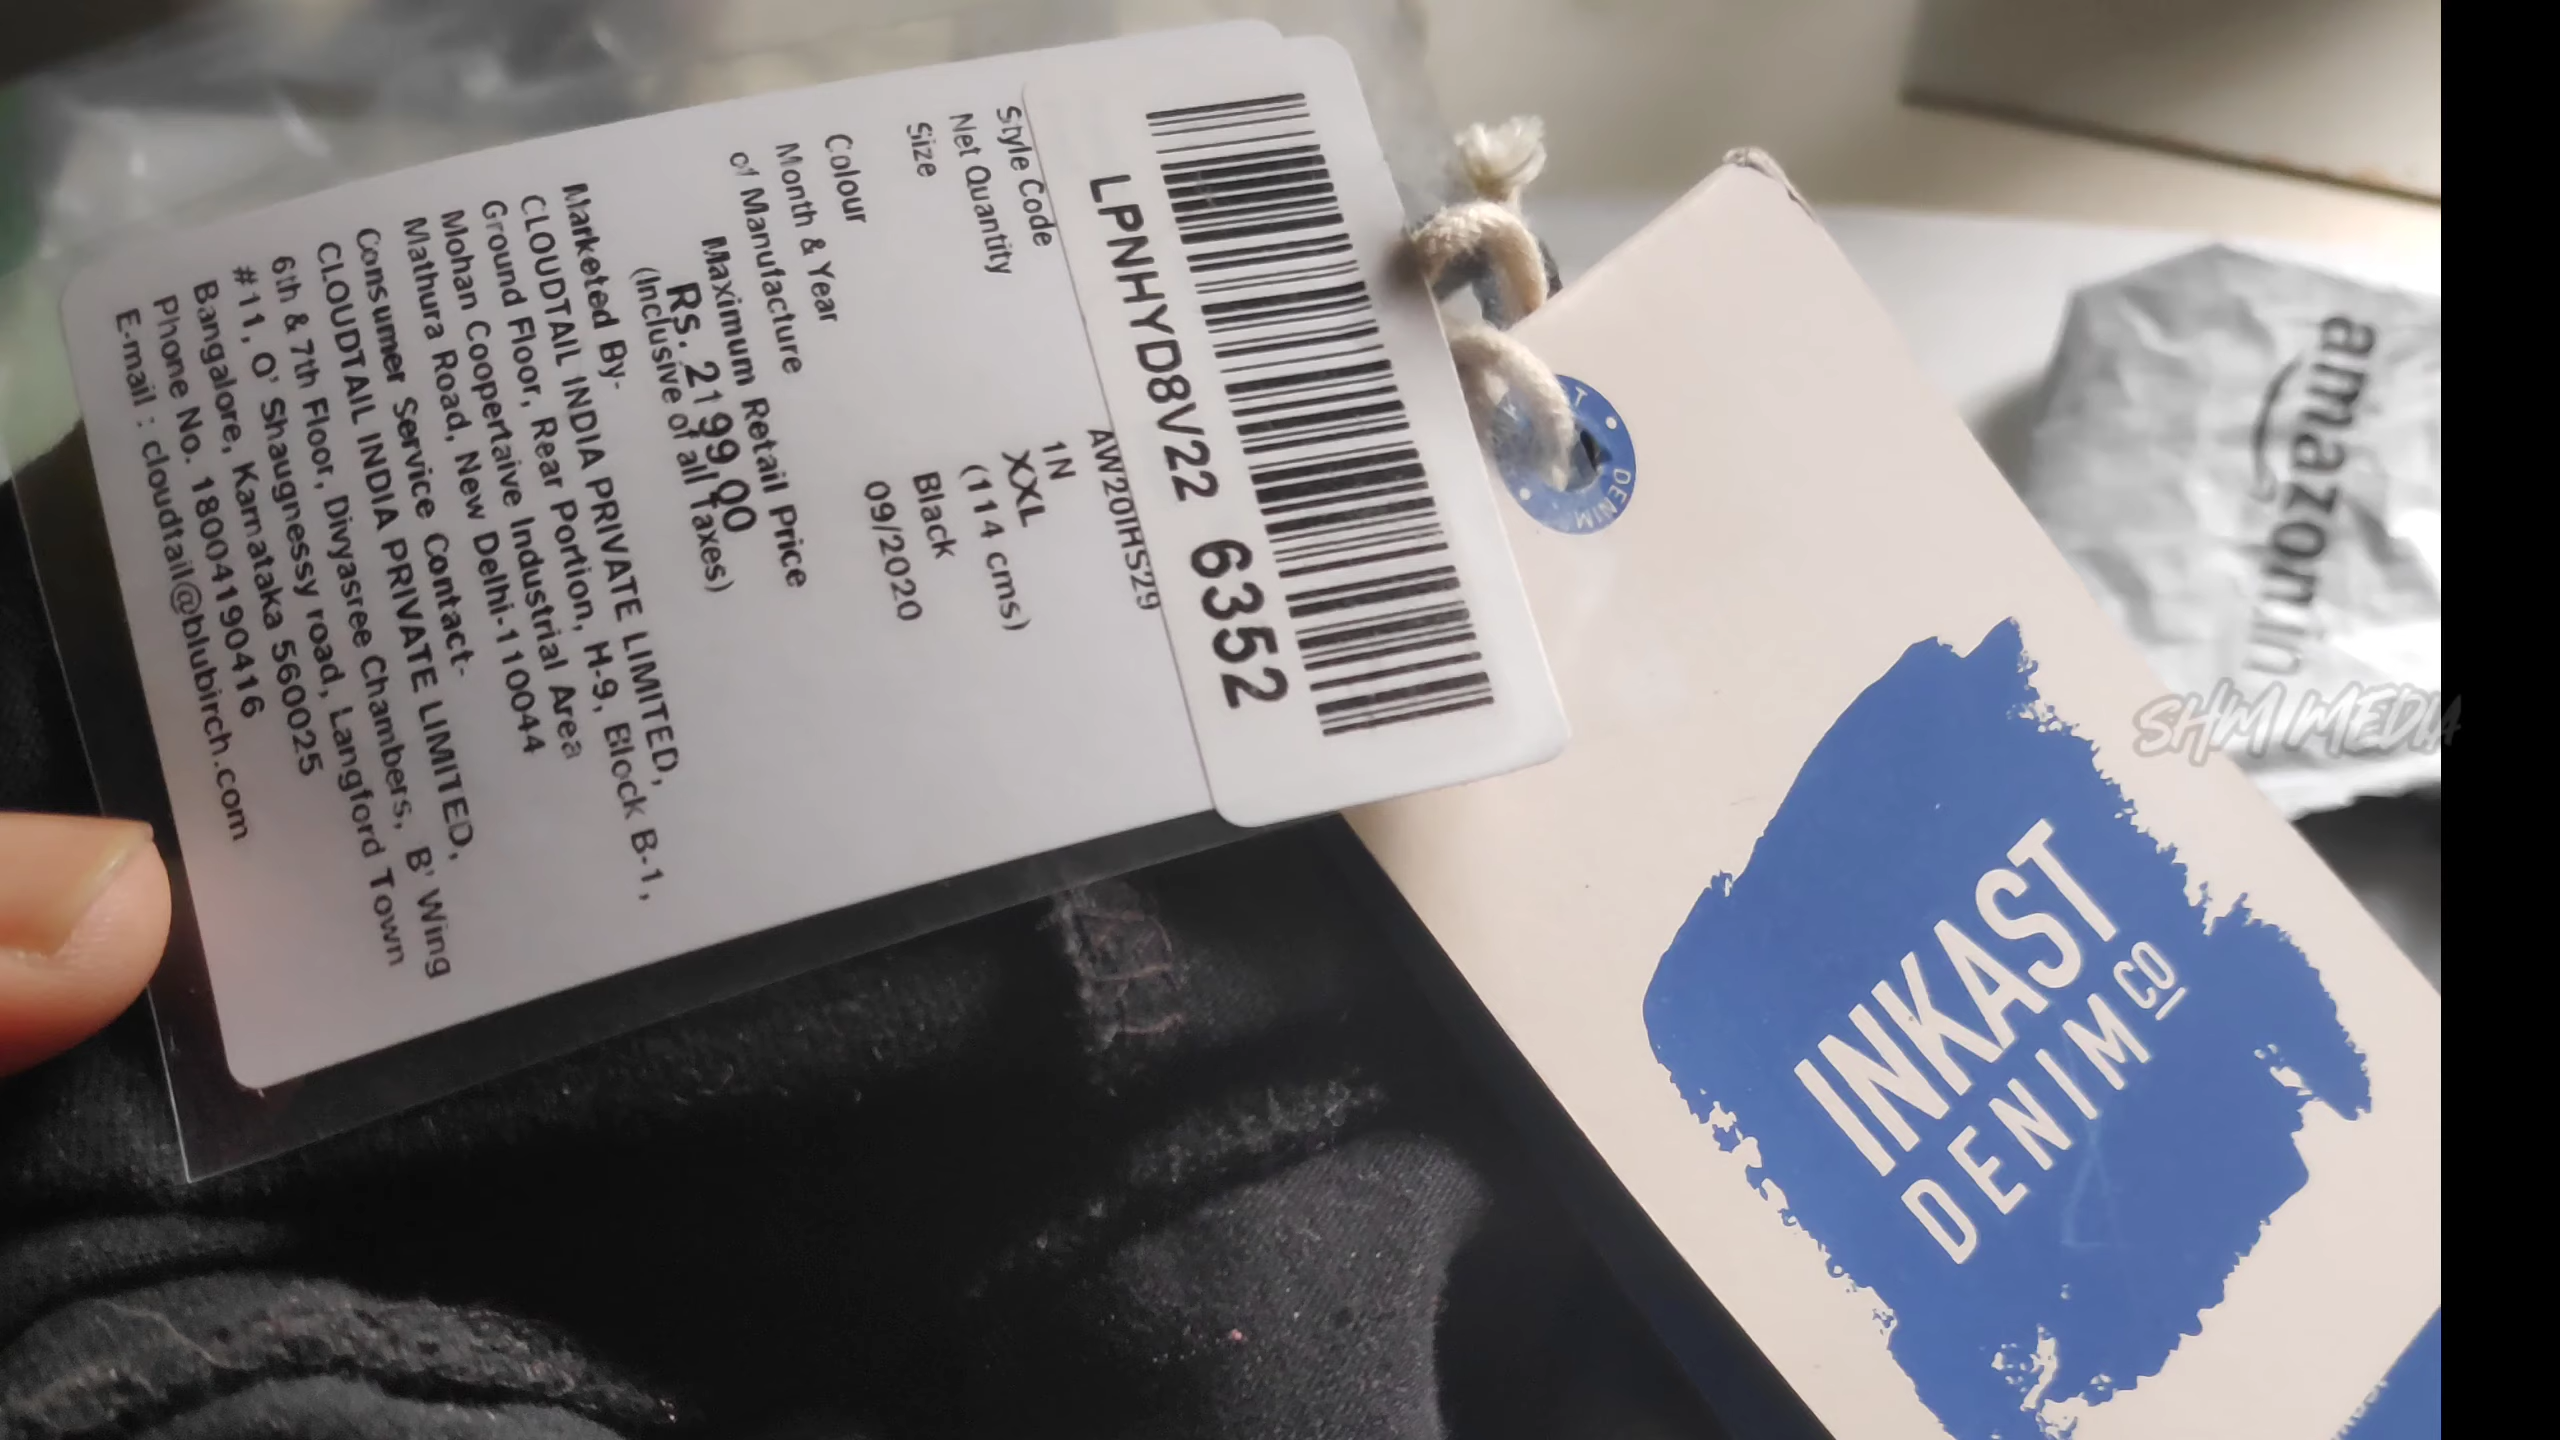 LPNHYD8V22 6352
Style Code AW20IHS29
Net Quantity 1N
Size XXL
(114 cms)
Colour Black
Month & Year 09/2020
of Manufacture
Maximum Retail Price
RS. 2199.00
(Inclusive of all Taxes)
Marketed By-
CLOUDTAIL INDIA PRIVATE LIMITED,
Ground Floor, Rear Portion, H-9, Block B-1,
Mohan Coopertaive Industrial Area
Mathura Road, New Delhi-110044
Consumer Service Contact-
CLOUDTAIL INDIA PRIVATE LIMITED,
6th & 7th Floor, Divyasree Chambers, B' Wing
#11, O' Shaugnessy road, Langford Town
Bangalore, Karnataka 560025
Phone No. 18004190416
E-mail : cloudtail@blubirch.com
DENIM
INKAST
DENIM CO
amazon.in
SHM MEDIA